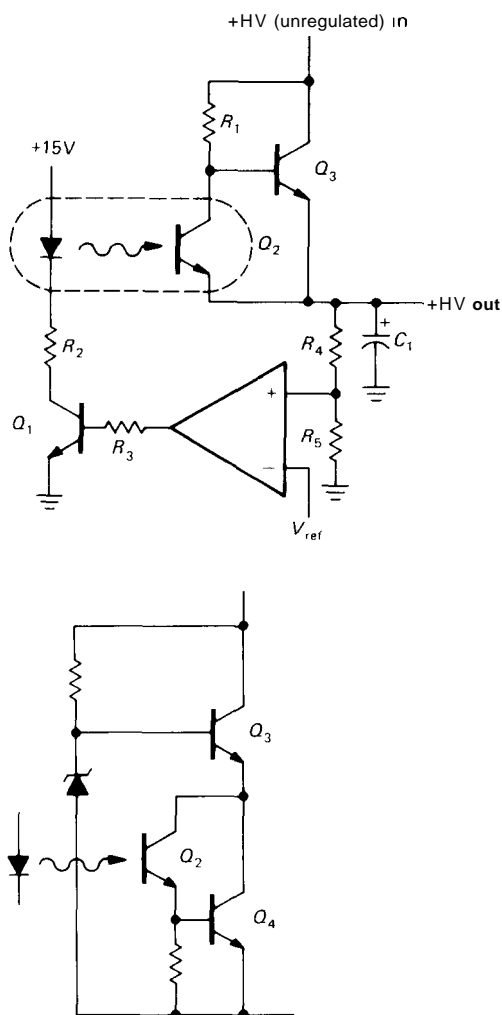 +HV (unregulated) in
R1
+15V
Q3
Q2
+HV out
R2
R4
+
C1
Q1
+
R3
R5
−
Vref
Q3
Q2
Q4